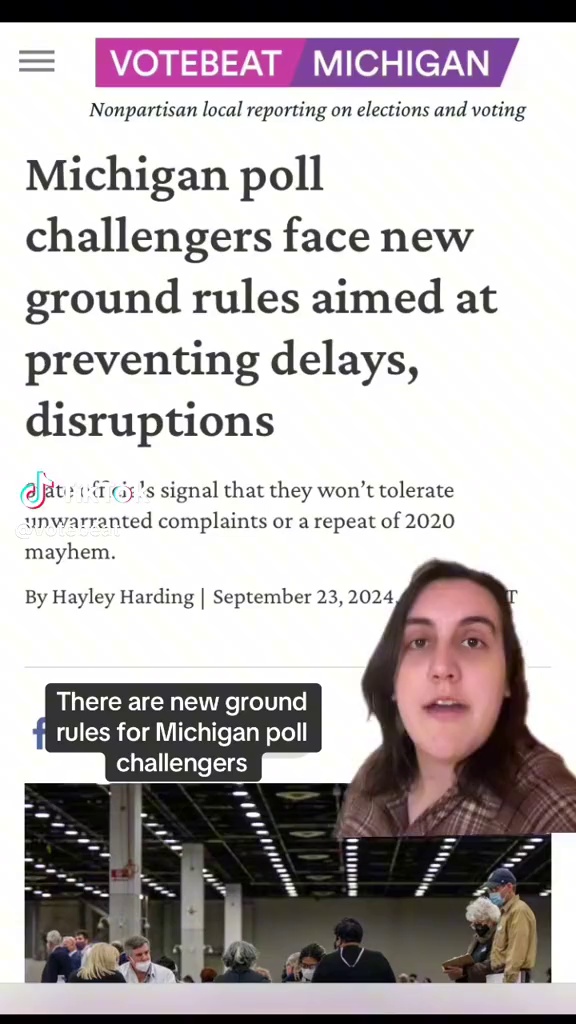 VOTEBEAT MICHIGAN
Nonpartisan local reporting on elections and voting
Michigan poll
challengers face new
ground rules aimed at
preventing delays,
disruptions
TikTok
State officials signal that they won't tolerate
@votebeat
unwarranted complaints or a repeat of 2020
mayhem.
By Hayley Harding | September 23, 2024,
There are new ground
rules for Michigan poll
challengers